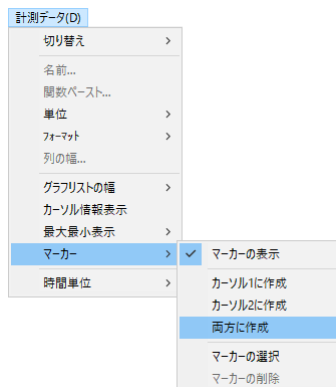 計測データ(D)
切り替え
名前...
関数ペースト...
単位
フォーマット
列の幅...
グラフリストの幅
カーソル情報表示
最大最小表示
マーカー
時間単位
マーカーの表示
カーソル1に作成
カーソル2に作成
両方に作成
マーカーの選択
マーカーの削除